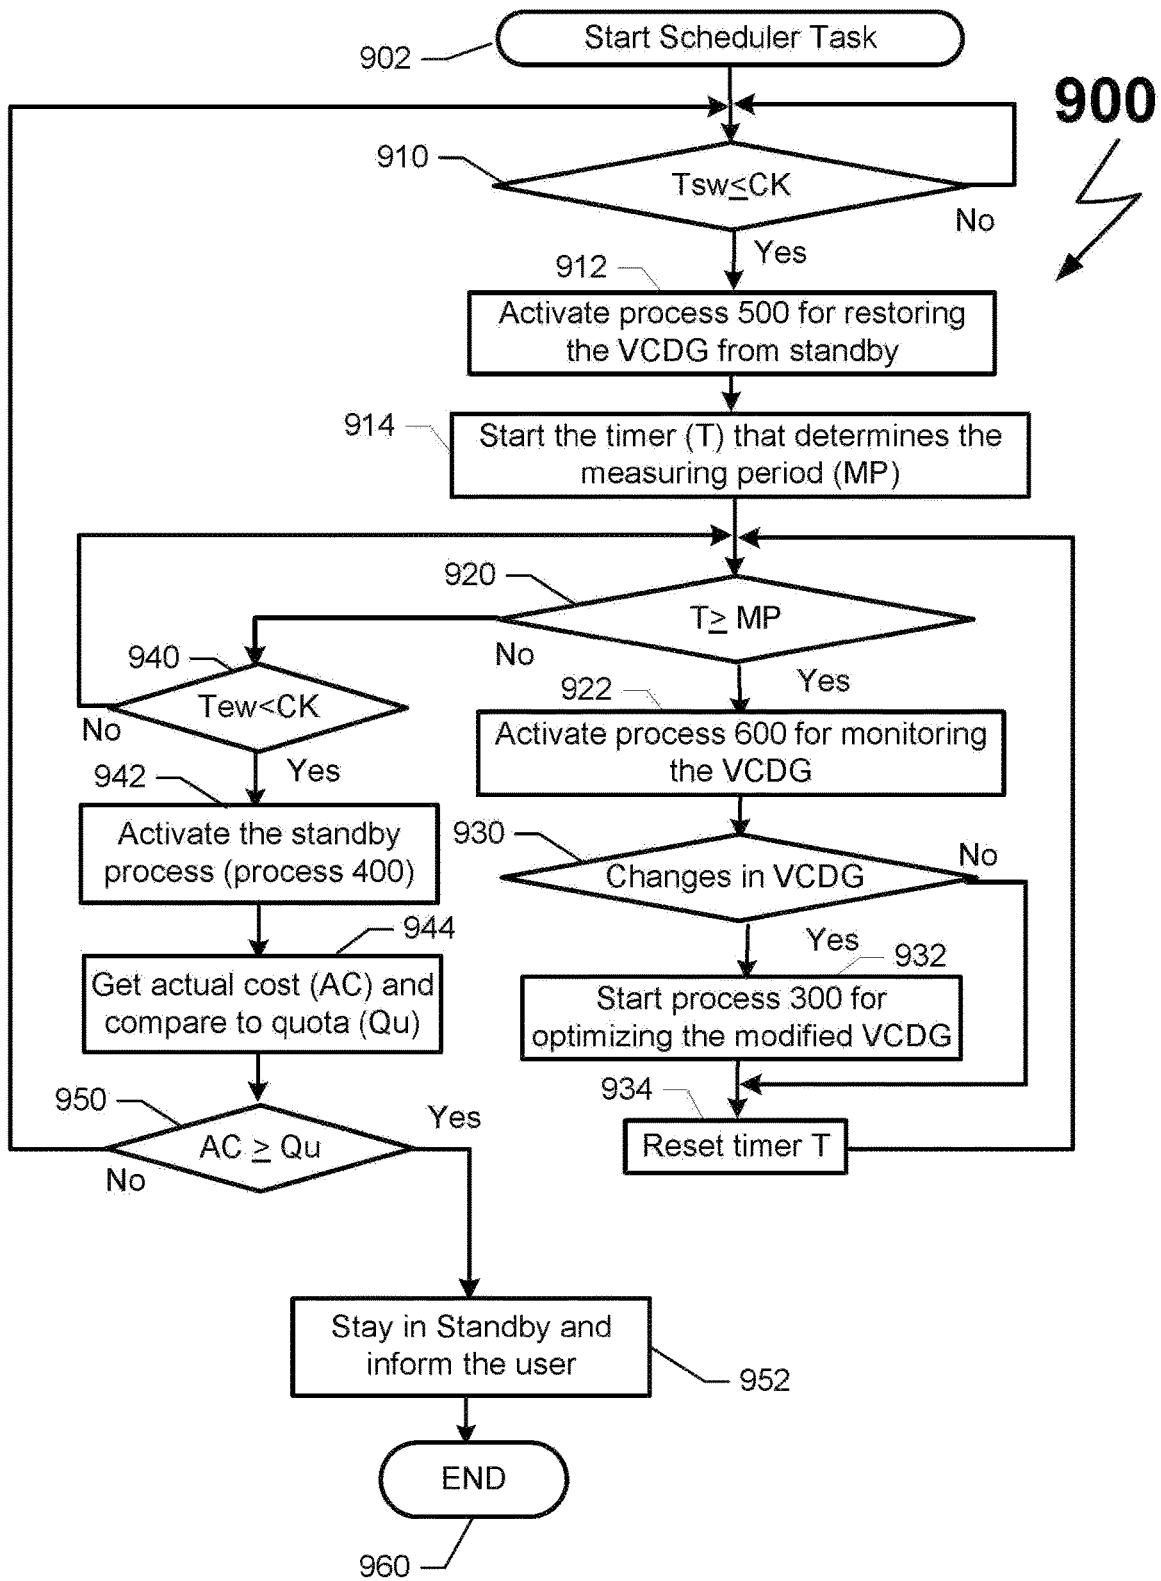 Start Scheduler Task
902
900
910
Tsw≤CK
No
Yes
912
Activate process 500 for restoring
the VCDG from standby
914
Start the timer (T) that determines the
measuring period (MP)
920
T≥ MP
No
Yes
940
Tew<CK
No
Yes
922
Activate process 600 for monitoring
the VCDG
942
Activate the standby
process (process 400)
930
Changes in VCDG
No
Yes
944
Get actual cost (AC) and
compare to quota (Qu)
932
Start process 300 for
optimizing the modified VCDG
934
Reset timer T
950
AC ≥ Qu
Yes
No
Stay in Standby and
inform the user
952
END
960